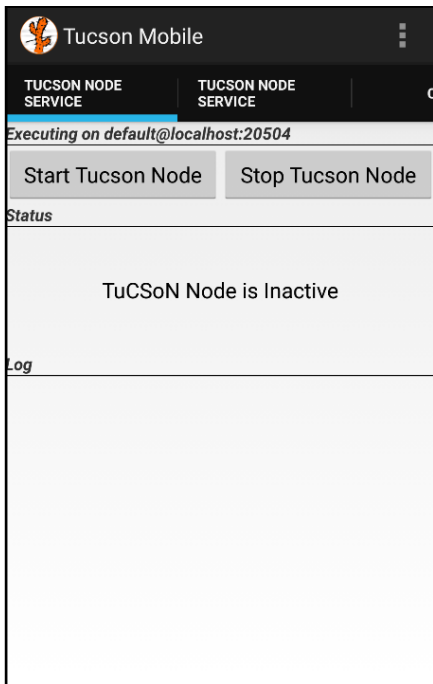 Tucson Mobile
TUCSON NODE
SERVICE
TUCSON NODE
SERVICE
Executing on default@localhost:20504
Start Tucson Node
Stop Tucson Node
Status
TuCSoN Node is Inactive
Log